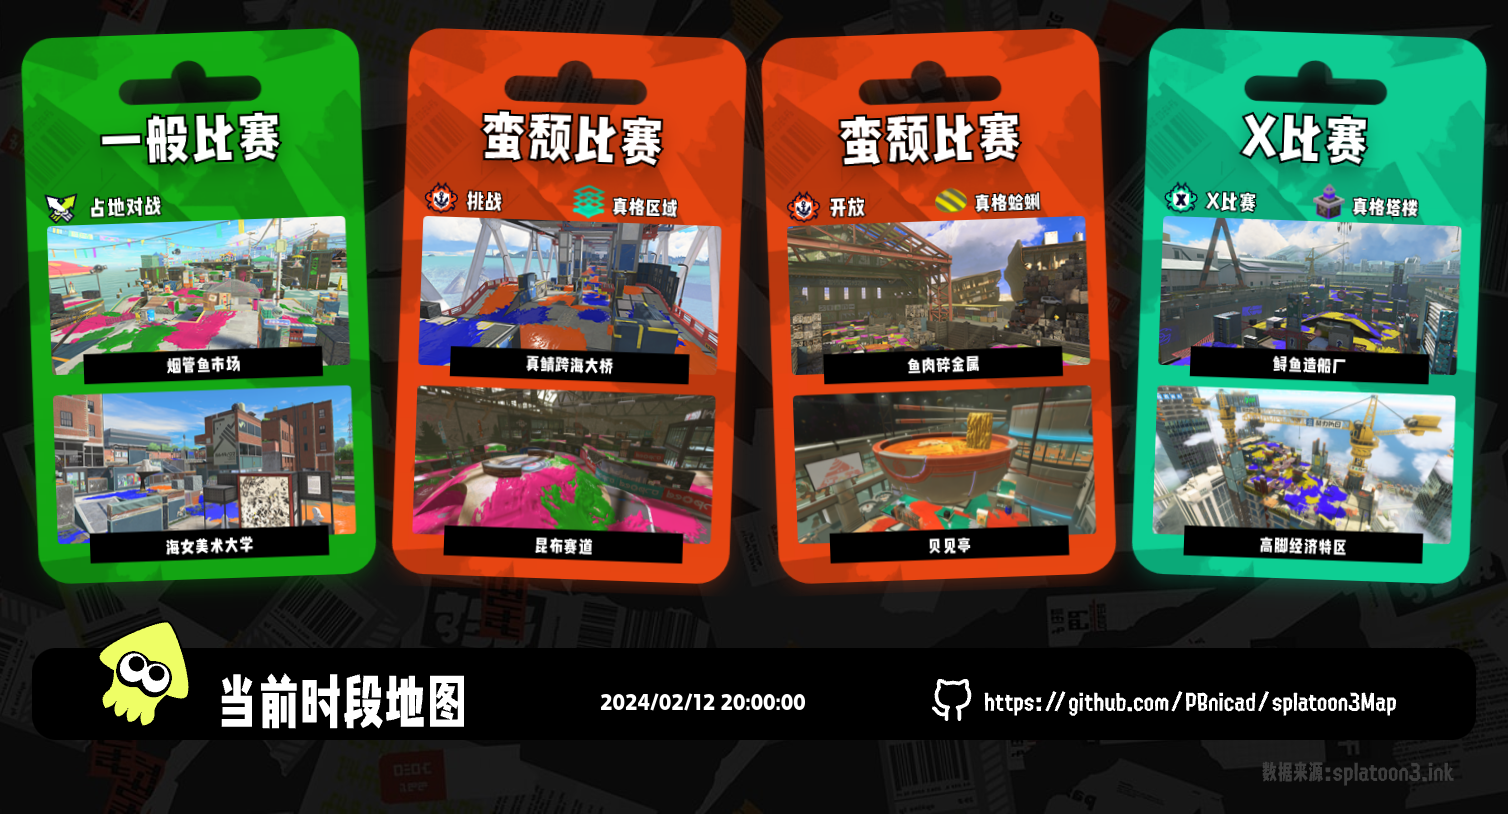 一般比赛
占地对战
烟管鱼市场
海女美术大学
蛮颓比赛
挑战
真格区域
真鲷跨海大桥
昆布赛道
蛮颓比赛
开放
真格蛤蜊
鱼肉碎金属
贝贝亭
X比赛
X比赛
真格塔楼
鲟鱼造船厂
高脚经济特区
当前时段地图
2024/02/12 20:00:00
https://github.com/PBnicad/splatoon3Map
数据来源:splatoon3.ink